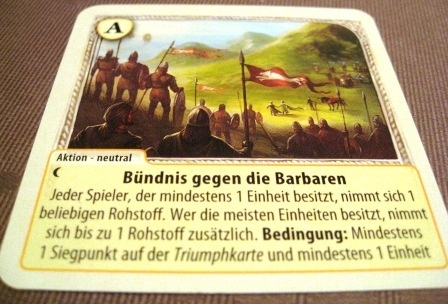 A
Aktion - neutral
Bündnis gegen die Barbaren
Jeder Spieler, der mindestens 1 Einheit besitzt, nimmt sich 1
beliebigen Rohstoff. Wer die meisten Einheiten besitzt, nimmt
sich bis zu 1 Rohstoff zusätzlich. Bedingung: Mindestens
1 Siegpunkt auf der Triumphkarte und mindestens 1 Einheit